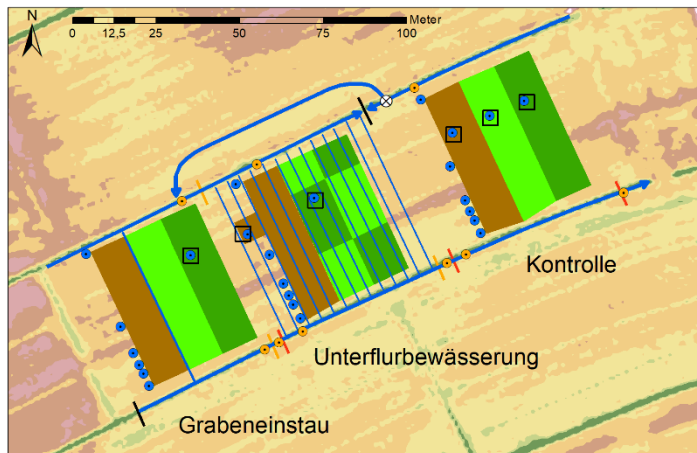 N
Meter
0 12,5 25 50 75 100
Kontrolle
Unterflurbewässerung
Grabeneinstau